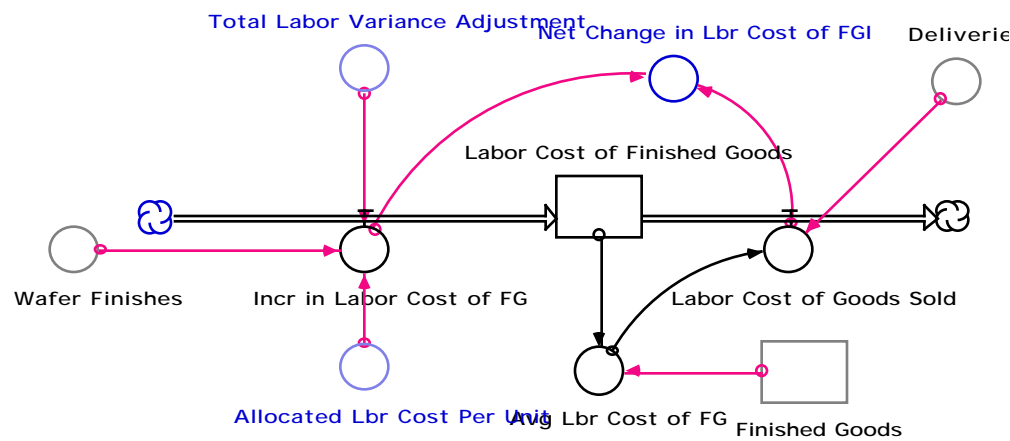 Total Labor Variance Adjustment
Net Change in Lbr Cost of FGI
Deliverie
Labor Cost of Finished Goods
Wafer Finishes
Incr in Labor Cost of FG
Labor Cost of Goods Sold
Allocated Lbr Cost Per Unit
Avg Lbr Cost of FG
Finished Goods